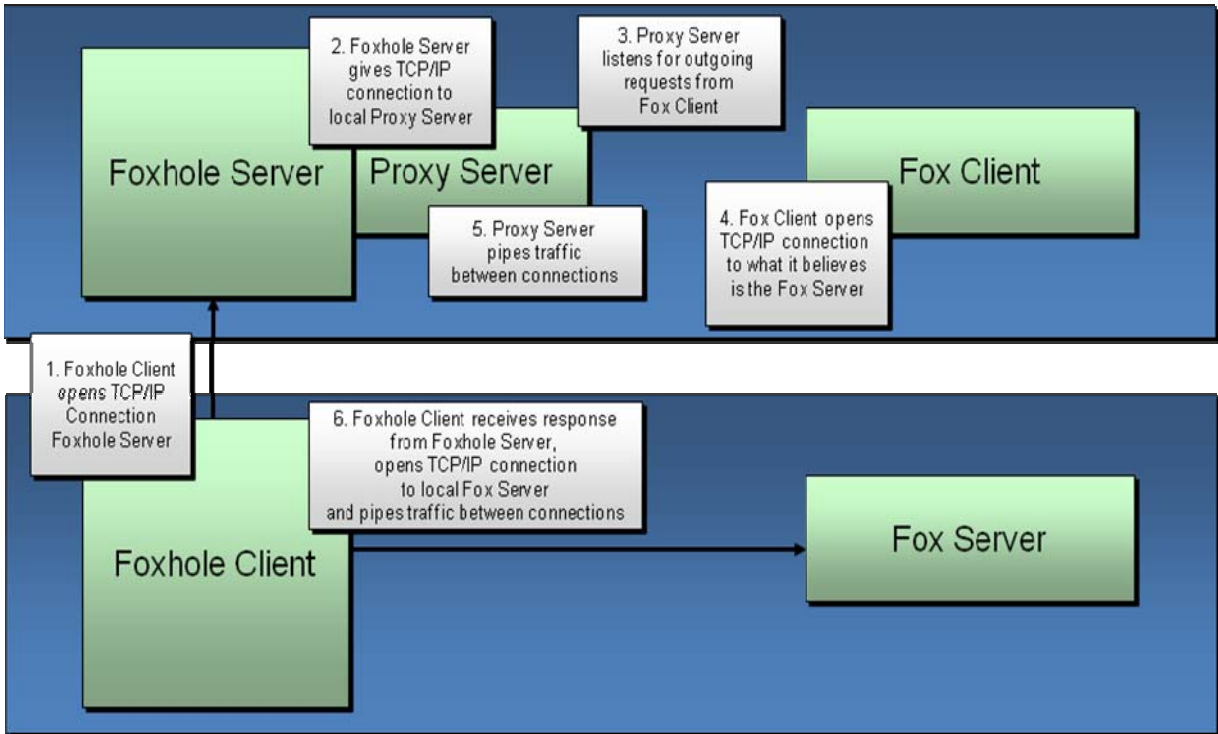 2. Foxhole Server
gives TCP/IP
connection to
local Proxy Server
3. Proxy Server
listens for outgoing
requests from
Fox Client
Foxhole Server
Proxy Server
Fox Client
5. Proxy Server
pipes traffic
between connections
4. Fox Client opens
TCP/IP connection
to what it believes
is the Fox Server
1. Foxhole Client
opens TCP/IP
Connection
Foxhole Server
6. Foxhole Client receives response
from Foxhole Server,
opens TCP/IP connection
to local Fox Server
and pipes traffic between connections
Foxhole Client
Fox Server